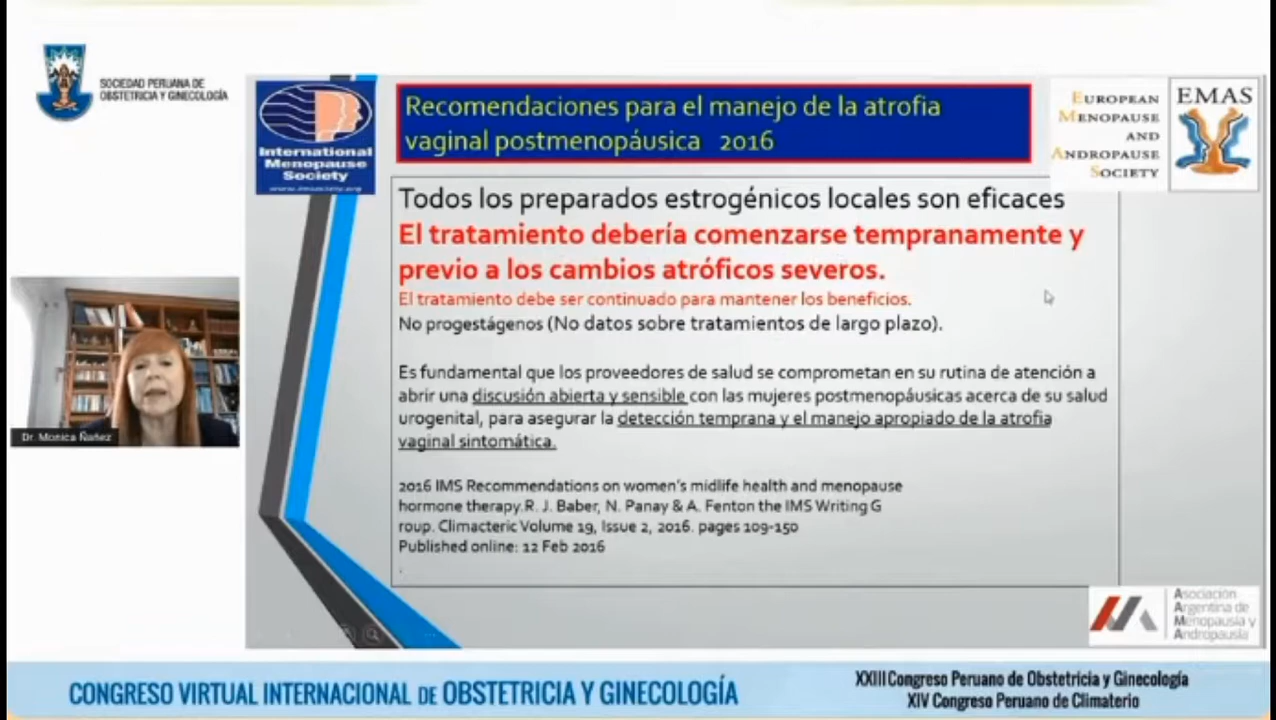 SOCIEDAD PERUANA DE
OBSTETRICIA Y GINECOLOGÍA
International
Menopause
Society
www.imsociety.org
Recomendaciones para el manejo de la atrofia
vaginal postmenopáusica 2016
EUROPEAN
MENOPAUSE
AND
ANDROPAUSE
SOCIETY
EMAS
Todos los preparados estrogénicos locales son eficaces
El tratamiento debería comenzarse tempranamente y
previo a los cambios atróficos severos.
El tratamiento debe ser continuado para mantener los beneficios.
No progestágenos (No datos sobre tratamientos de largo plazo).
Es fundamental que los proveedores de salud se comprometan en su rutina de atención a
abrir una discusión abierta y sensible con las mujeres postmenopáusicas acerca de su salud
urogenital, para asegurar la detección temprana y el manejo apropiado de la atrofia
vaginal sintomática.
2016 IMS Recommendations on women's midlife health and menopause
hormone therapy.R. J. Baber, N. Panay & A. Fenton the IMS Writing G
roup. Climacteric Volume 19, Issue 2, 2016. pages 109-150
Published online: 12 Feb 2016
.
Dr. Monica Ñañez
Asociación
Argentina de
Menopausia y
Andropausia
CONGRESO VIRTUAL INTERNACIONAL DE OBSTETRICIA Y GINECOLOGÍA
XXIII Congreso Peruano de Obstetricia y Ginecología
XIV Congreso Peruano de Climaterio